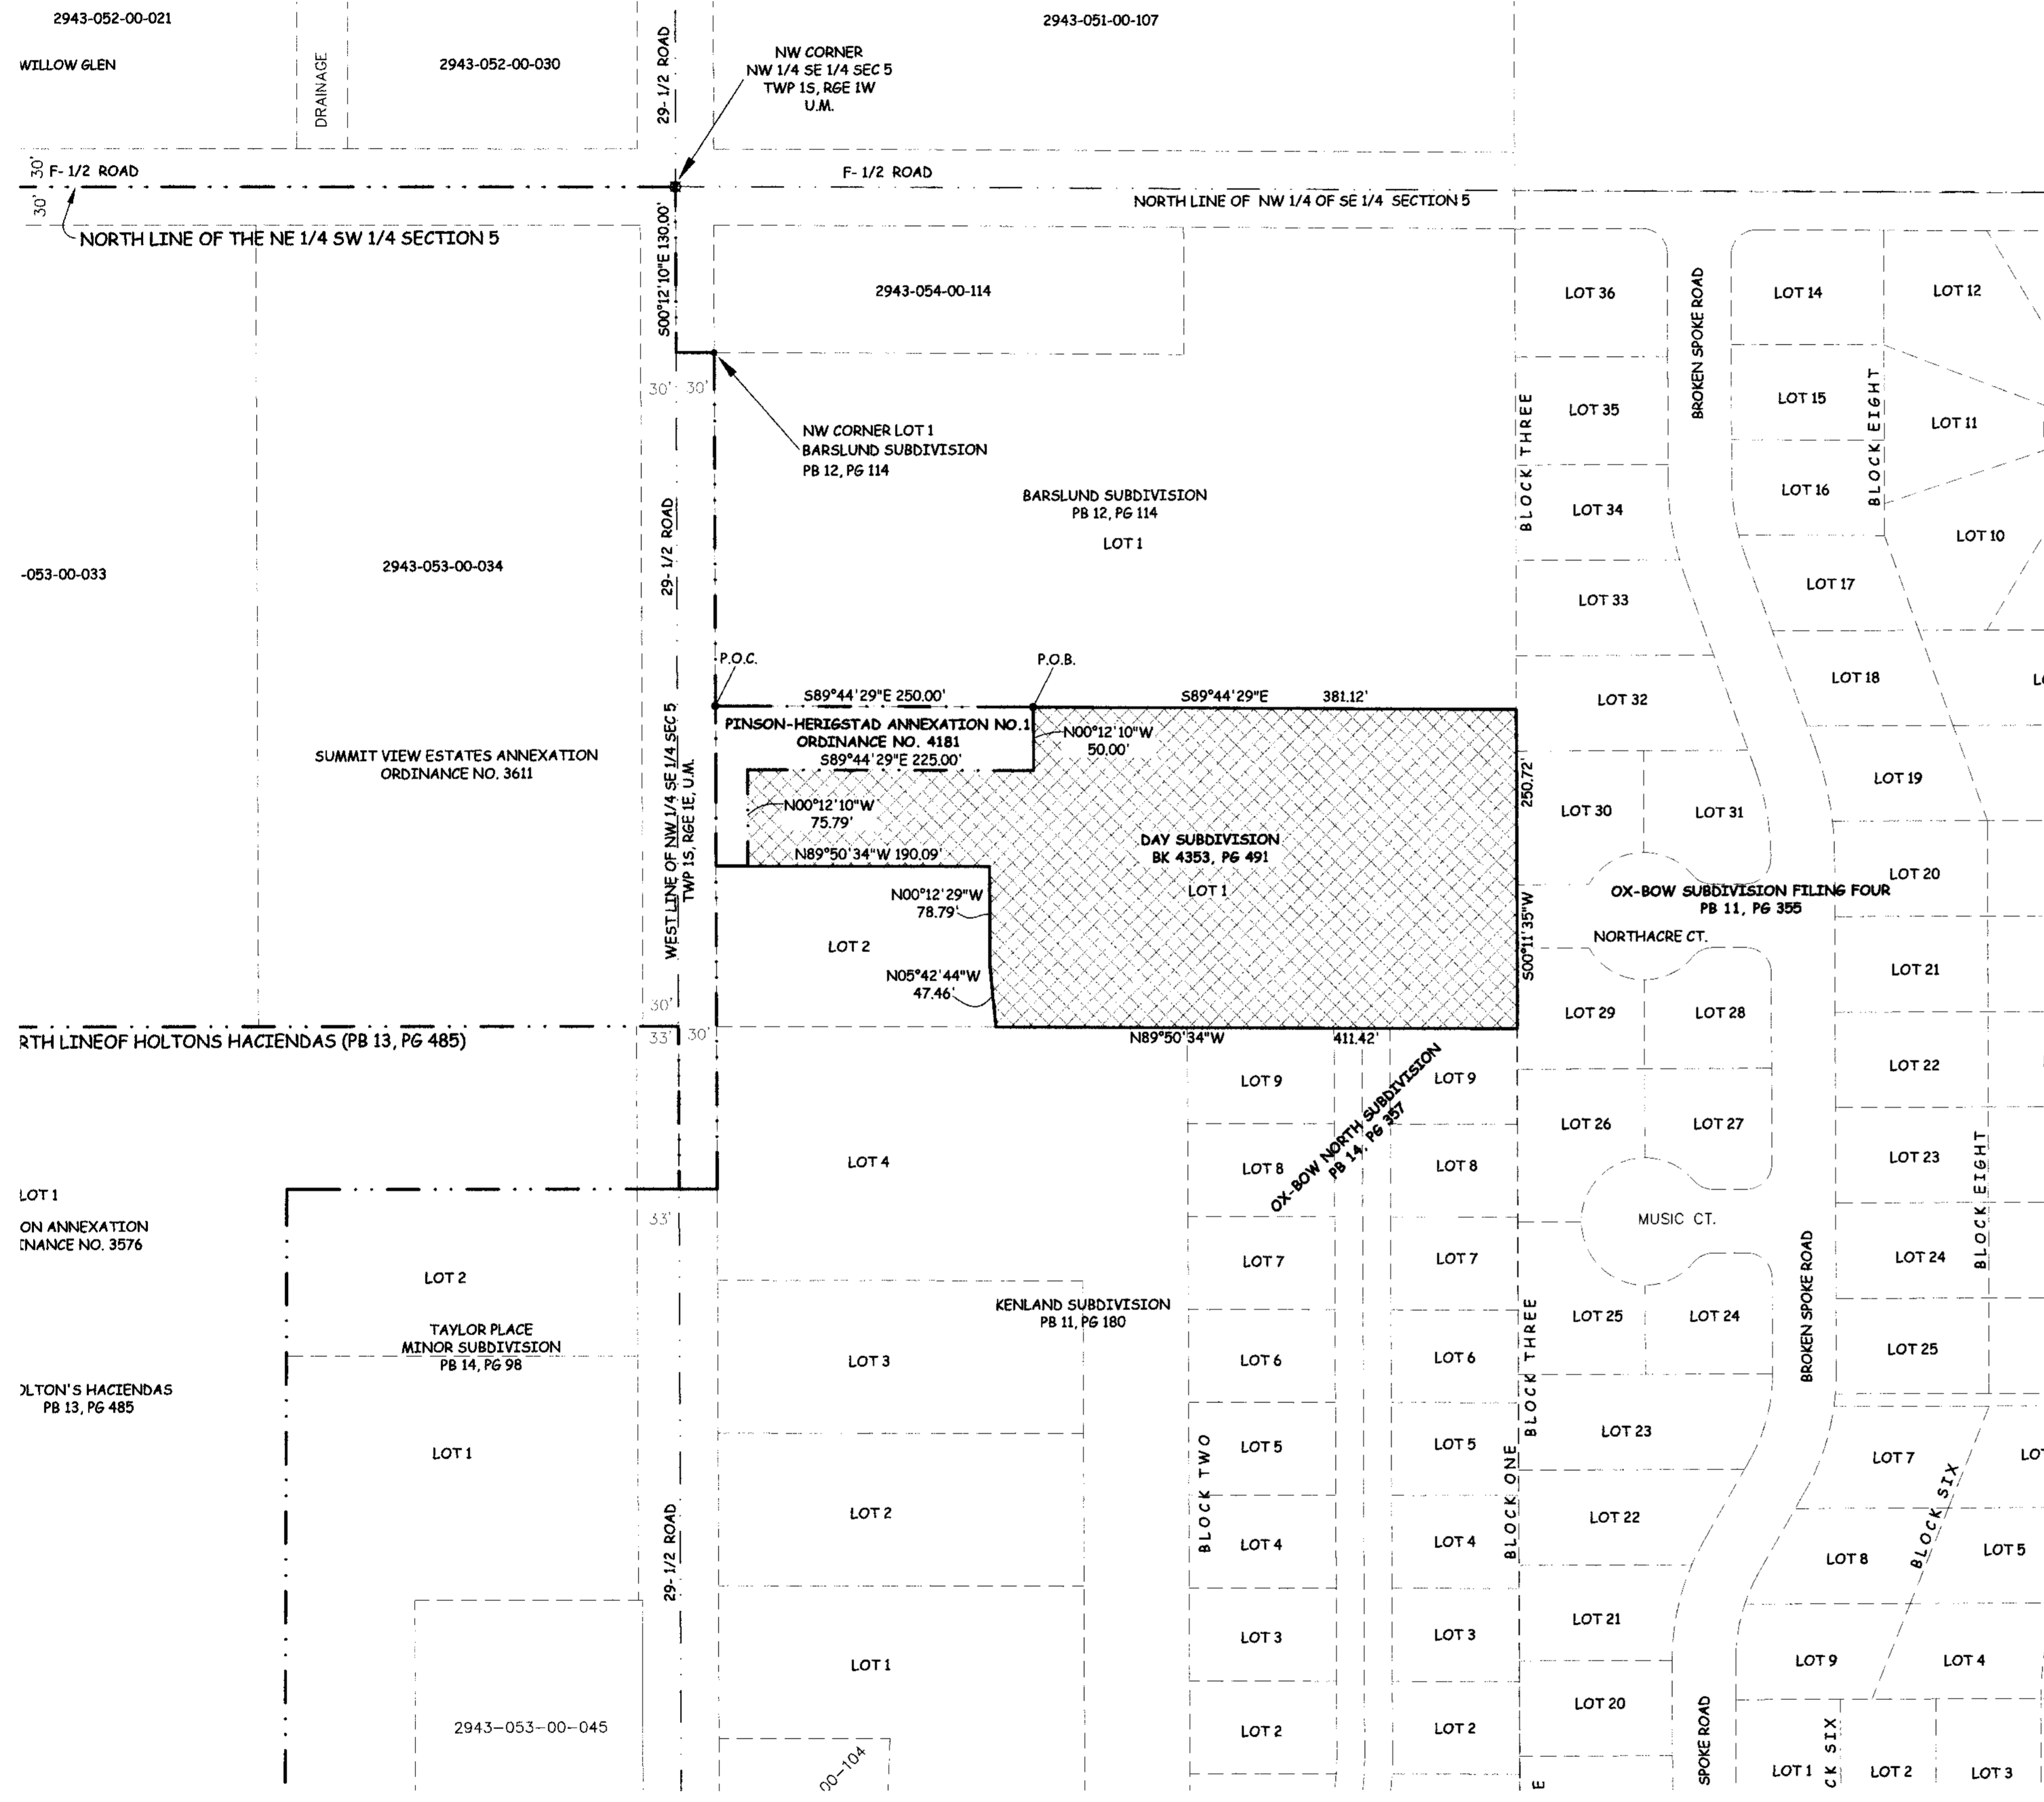 2943-052-00-021
WILLOW GLEN
DRAINAGE
2943-052-00-030
29-1/2 ROAD
2943-051-00-107
NW CORNER
NW 1/4 SE 1/4 SEC 5
TWP 1S, RGE 1W
U.M.
30'
30'
F-1/2 ROAD
F-1/2 ROAD
NORTH LINE OF NW 1/4 OF SE 1/4 SECTION 5
NORTH LINE OF THE NE 1/4 SW 1/4 SECTION 5
S00°12'10"E 130.00'
2943-054-00-114
30'
30'
NW CORNER LOT 1
BARSLUND SUBDIVISION
PB 12, PG 114
BARSLUND SUBDIVISION
PB 12, PG 114
LOT 1
29-1/2 ROAD
-053-00-033
2943-053-00-034
SUMMIT VIEW ESTATES ANNEXATION
ORDINANCE NO. 3611
P.O.C.
P.O.B.
S89°44'29"E 250.00'
S89°44'29"E 381.12'
PINSON-HERIGSTAD ANNEXATION NO.1
ORDINANCE NO. 4181
S89°44'29"E 225.00'
N00°12'10"W
50.00'
N00°12'10"W
75.79'
N89°50'34"W 190.09'
N00°12'29"W
78.79'
N05°42'44"W
47.46'
DAY SUBDIVISION
BK 4353, PG 491
LOT 1
LOT 2
250.72'
S00°11'35"W
WEST LINE OF NW 1/4 SE 1/4 SEC 5
TWP 1S, RGE 1E, U.M.
30'
33'
30'
N89°50'34"W 411.42'
RTH LINEOF HOLTONS HACIENDAS (PB 13, PG 485)
33'
LOT 1
ON ANNEXATION
INANCE NO. 3576
OLTON'S HACIENDAS
PB 13, PG 485
LOT 2
TAYLOR PLACE
MINOR SUBDIVISION
PB 14, PG 98
LOT 1
2943-053-00-045
29-1/2 ROAD
LOT 4
KENLAND SUBDIVISION
PB 11, PG 180
LOT 3
LOT 2
LOT 1
00-104
OX-BOW NORTH SUBDIVISION
PB 14, PG 357
LOT 9
LOT 8
LOT 7
LOT 6
LOT 5
LOT 4
LOT 3
LOT 2
BLOCK TWO
LOT 9
LOT 8
LOT 7
LOT 6
LOT 5
LOT 4
LOT 3
LOT 2
BLOCK ONE
BLOCK THREE
LOT 36
LOT 35
LOT 34
LOT 33
LOT 32
LOT 30
LOT 31
OX-BOW SUBDIVISION FILING FOUR
PB 11, PG 355
NORTHACRE CT.
LOT 29
LOT 28
LOT 26
LOT 27
MUSIC CT.
LOT 25
LOT 24
BLOCK THREE
LOT 23
LOT 22
LOT 21
LOT 20
E
BROKEN SPOKE ROAD
BROKEN SPOKE ROAD
SPOKE ROAD
LOT 14
LOT 15
LOT 16
LOT 17
LOT 18
LOT 19
LOT 20
LOT 21
LOT 22
LOT 23
LOT 24
LOT 25
BLOCK EIGHT
LOT 12
LOT 11
LOT 10
L
BLOCK EIGHT
LOT 7
LO
LOT 8
BLOCK SIX
LOT 5
LOT 9
LOT 4
LOT 1
CK SIX
LOT 2
LOT 3